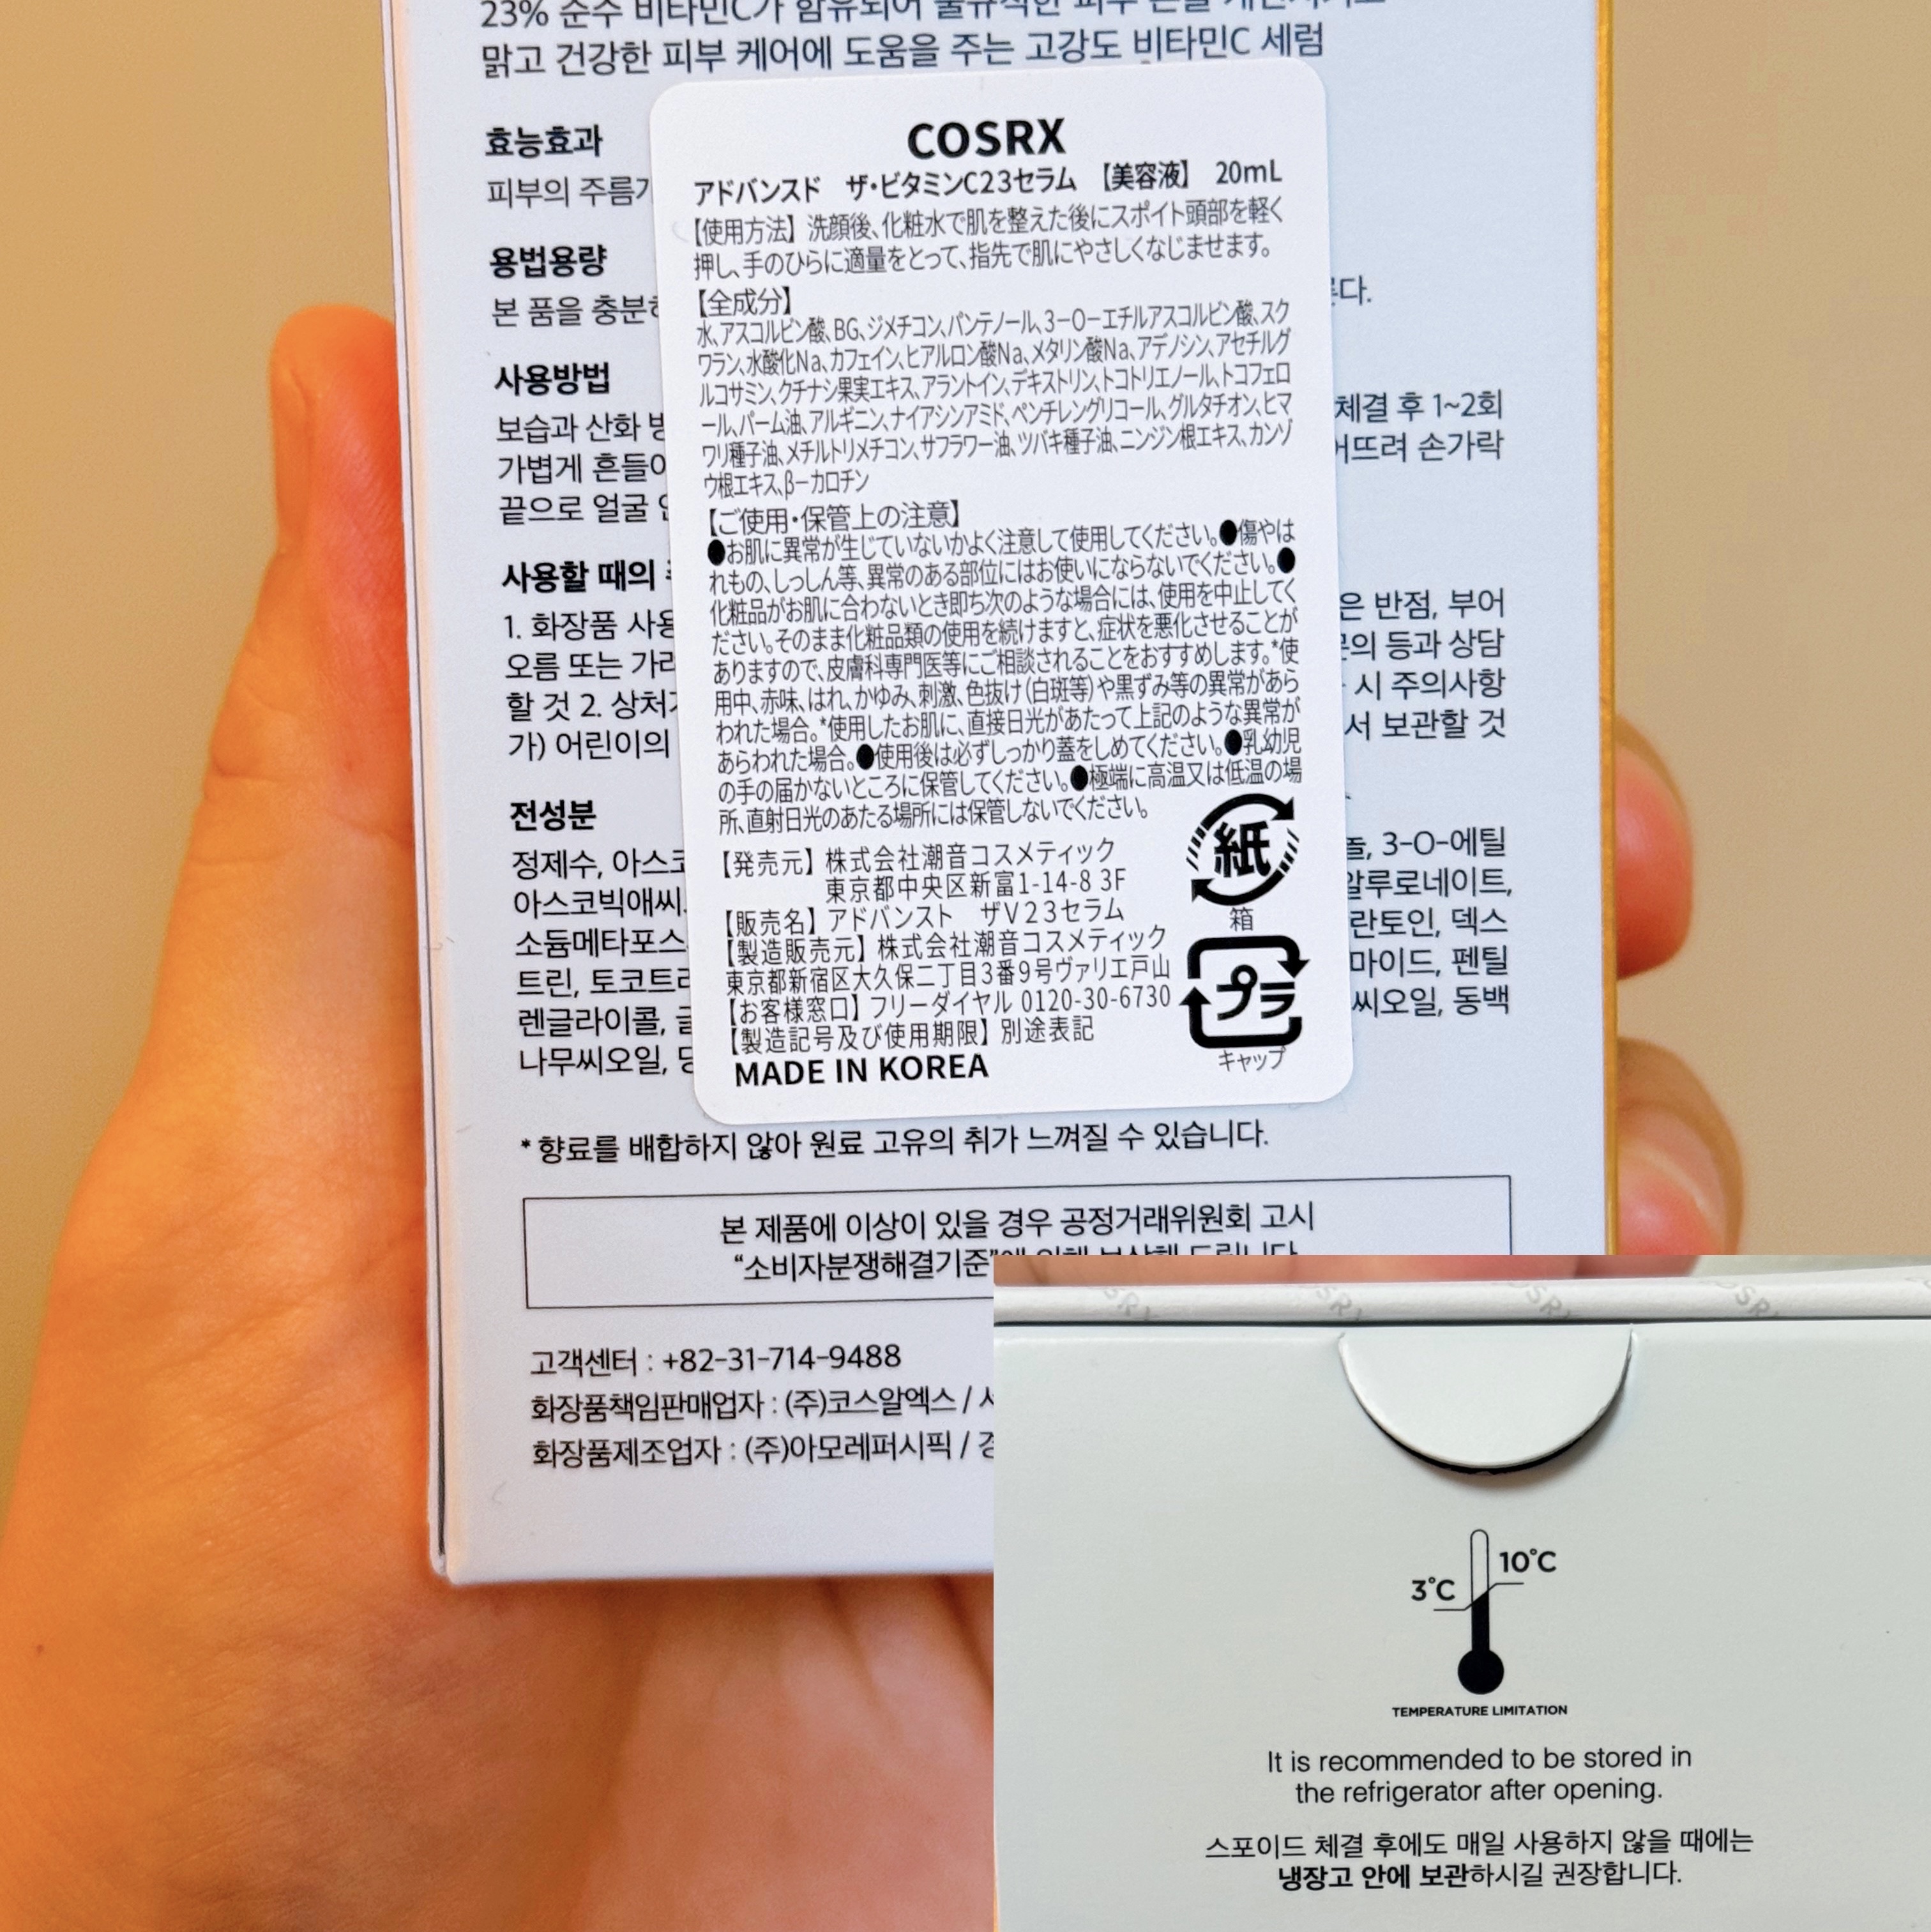 23% 순수 비타민C가 함유되어 불규칙한 피부
맑고 건강한 피부 케어에 도움을 주는 고강도 비타민C 세럼
효능효과
피부의 주름
용법용량
본 품을 충분
른다.
사용방법
보습과 산화
체결 후 1~2회
가볍게 흔들
어뜨려 손가락
끝으로 얼굴
사용할 때의
1. 화장품 사용
은 반점, 부어
오름 또는 가
문의 등과 상담
할 것 2. 상처
시 주의사항
가) 어린이의
서 보관할 것
전성분
정제수, 아스코
놀, 3-O-에틸
아스코빅애씨
알루로네이트,
소듐메타포스
란토인, 덱스
트린, 토코트리
마이드, 펜틸
렌글라이콜, 글
씨오일, 동백
나무씨오일, 당
COSRX
アドバンスド ザ・ビタミンC23セラム 【美容液】 20mL
【使用方法】洗顔後、化粧水で肌を整えた後にスポイト頭部を軽く
押し、手のひらに適量をとって、指先で肌にやさしくなじませます。
【全成分】
水、アスコルビン酸、BG、ジメチコン、パンテノール、3-O-エチルアスコルビン酸、スク
ワラン、水酸化Na、カフェイン、ヒアルロン酸Na、メタリン酸Na、アデノシン、アセチルグ
ルコサミン、クチナシ果実エキス、アラントイン、デキストリン、トコトリエノール、トコフェロ
ール、パーム油、アルギニン、ナイアシンアミド、ペンチレングリコール、グルタチオン、ヒマ
ワリ種子油、メチルトリメチコン、サフラワー油、ツバキ種子油、ニンジン根エキス、カンゾ
ウ根エキス、β-カロチン
【ご使用・保管上の注意】
●お肌に異常が生じていないかよく注意して使用してください。●傷やは
れもの、しっしん等、異常のある部位にはお使いにならないでください。●
化粧品がお肌に合わないとき即ち次のような場合には、使用を中止してく
ださい。そのまま化粧品類の使用を続けますと、症状を悪化させることが
ありますので、皮膚科専門医等にご相談されることをおすすめします。*使
用中、赤味、はれ、かゆみ、刺激、色抜け（白斑等）や黒ずみ等の異常があら
われた場合。*使用したお肌に、直接日光があたって上記のような異常が
あらわれた場合。●使用後は必ずしっかり蓋をしめてください。●乳幼児
の手の届かないところに保管してください。●極端に高温又は低温の場
所、直射日光のあたる場所には保管しないでください。
【発売元】株式会社潮音コスメティック
東京都中央区新富1-14-8 3F
【販売名】アドバンスト ザV23セラム
【製造販売元】株式会社潮音コスメティック
東京都新宿区大久保二丁目3番9号ヴァリエ戸山
【お客様窓口】フリーダイヤル 0120-30-6730
【製造記号及び使用期限】別途表記
MADE IN KOREA
紙
箱
プラ
キャップ
* 향료를 배합하지 않아 원료 고유의 취가 느껴질 수 있습니다.
본 제품에 이상이 있을 경우 공정거래위원회 고시
“소비자분쟁해결기준”에 의해 보상해 드립니다
고객센터 : +82-31-714-9488
화장품책임판매업자 : (주)코스알엑스 /
화장품제조업자 : (주)아모레퍼시픽 /
10°C
3°C
TEMPERATURE LIMITATION
It is recommended to be stored in
the refrigerator after opening.
스포이드 체결 후에도 매일 사용하지 않을 때에는
냉장고 안에 보관하시길 권장합니다.